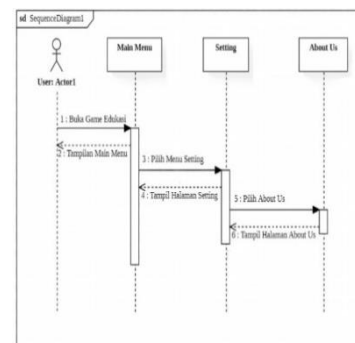 sd SequenceDiagram1
Main Menu
Setting
About Us
User: Actor1
1 : Buka Game Edukasi
2 : Tampilan Main Menu
3 : Pilih Menu Setting
4 : Tampil Halaman Setting
5 : Pilih About Us
6 : Tampil Halaman About Us